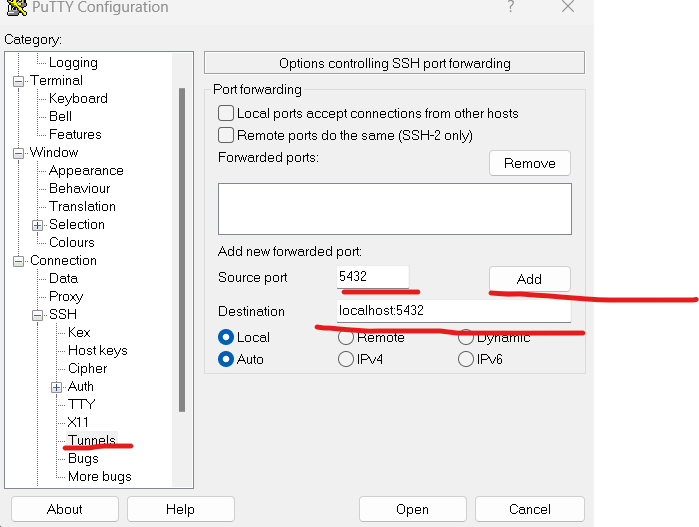 PuTTY Configuration
?
Category:
Logging
Terminal
Keyboard
Bell
Features
Window
Appearance
Behaviour
Translation
Selection
Colours
Connection
Data
Proxy
SSH
Kex
Host keys
Cipher
Auth
TTY
X11
Tunnels
Bugs
More bugs
Options controlling SSH port forwarding
Port forwarding
Local ports accept connections from other hosts
Remote ports do the same (SSH-2 only)
Forwarded ports:
Remove
Add new forwarded port:
Source port 5432 Add
Destination localhost:5432
Local Remote Dynamic
Auto IPv4 IPv6
About Help Open Cancel